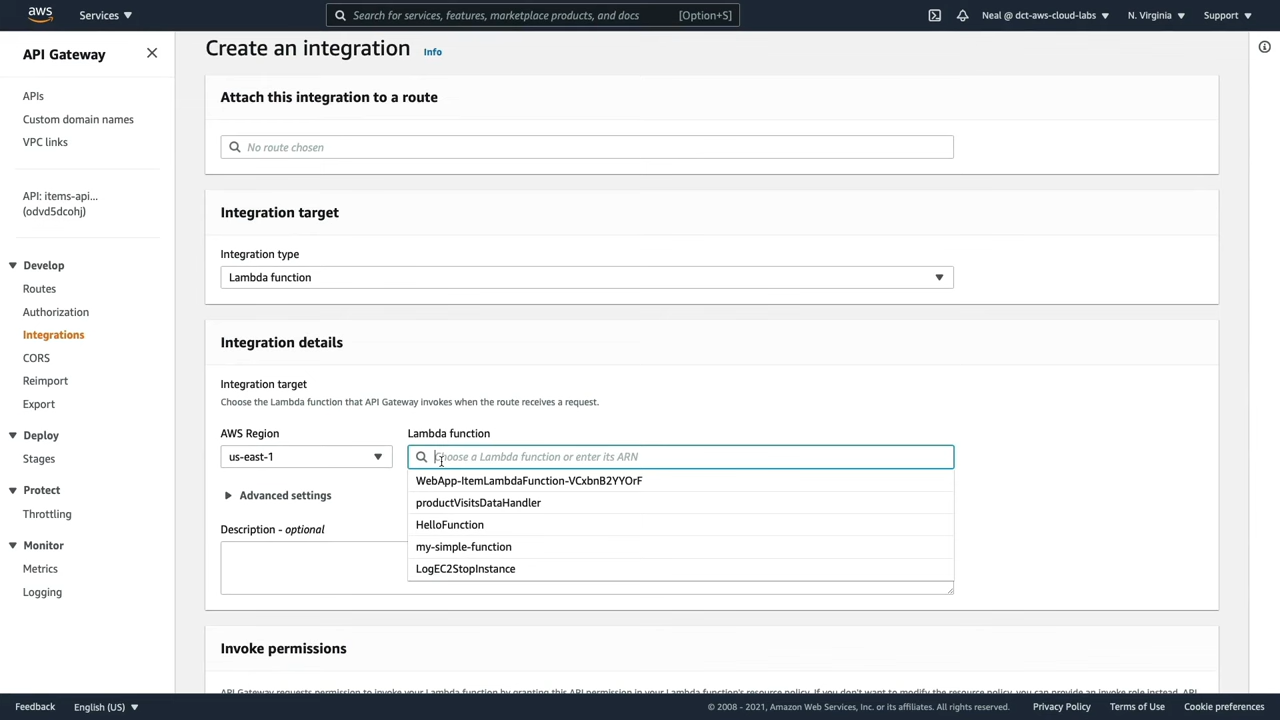 aws
Services
Search for services, features, marketplace products, and docs
[Option+S]
Neal @ dct-aws-cloud-labs
N. Virginia
Support
API Gateway
APIs
Custom domain names
VPC links
API: items-api...
(odvd5dcohj)
Develop
Routes
Authorization
Integrations
CORS
Reimport
Export
Deploy
Stages
Protect
Throttling
Monitor
Metrics
Logging
Create an integration
Info
Attach this integration to a route
No route chosen
Integration target
Integration type
Lambda function
Integration details
Integration target
Choose the Lambda function that API Gateway invokes when the route receives a request.
AWS Region
us-east-1
Lambda function
Choose a Lambda function or enter its ARN
WebApp-ItemLambdaFunction-VCxbnB2YYOrF
productVisitsDataHandler
HelloFunction
my-simple-function
LogEC2StopInstance
Advanced settings
Description - optional
Invoke permissions
API Gateway requests permission to invoke your Lambda function by granting this API permission in your Lambda function's resource policy. If you don't want to modify the resource policy, you can provide an invoke role instead. API
Feedback
English (US)
© 2008 - 2021, Amazon Web Services, Inc. or its affiliates. All rights reserved.
Privacy Policy
Terms of Use
Cookie preferences